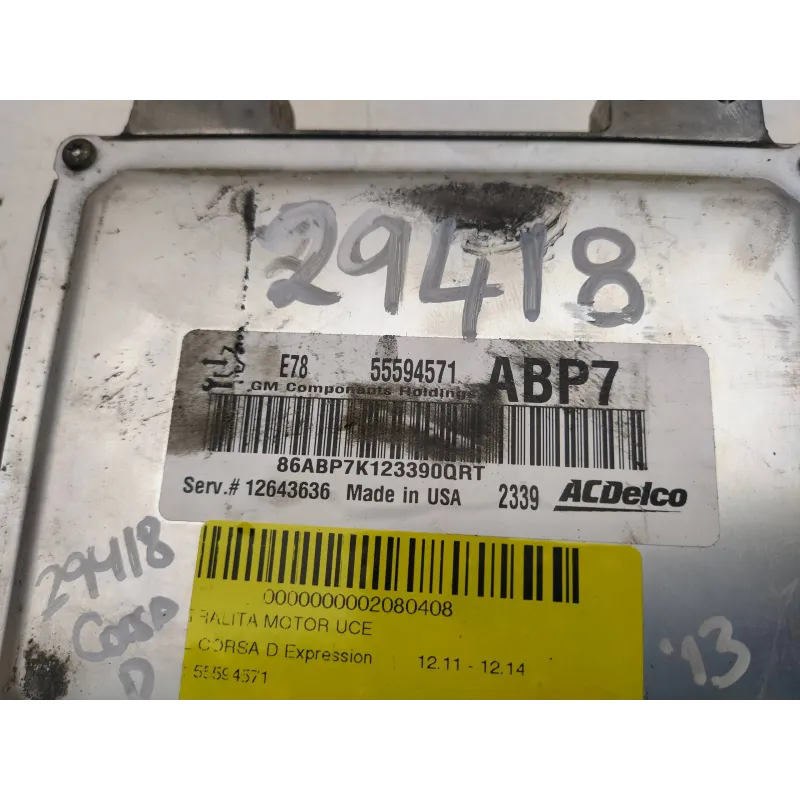 29418
E78 55594571 ABP7
GM Components Holdings
86ABP7K123390QRT
Serv.# 12643636 Made in USA 2339 ACDelco
29418
Corsa
D
'13
0000000002080408
RALITA MOTOR UCE
CORSA D Expression 12.11 - 12.14
55594571